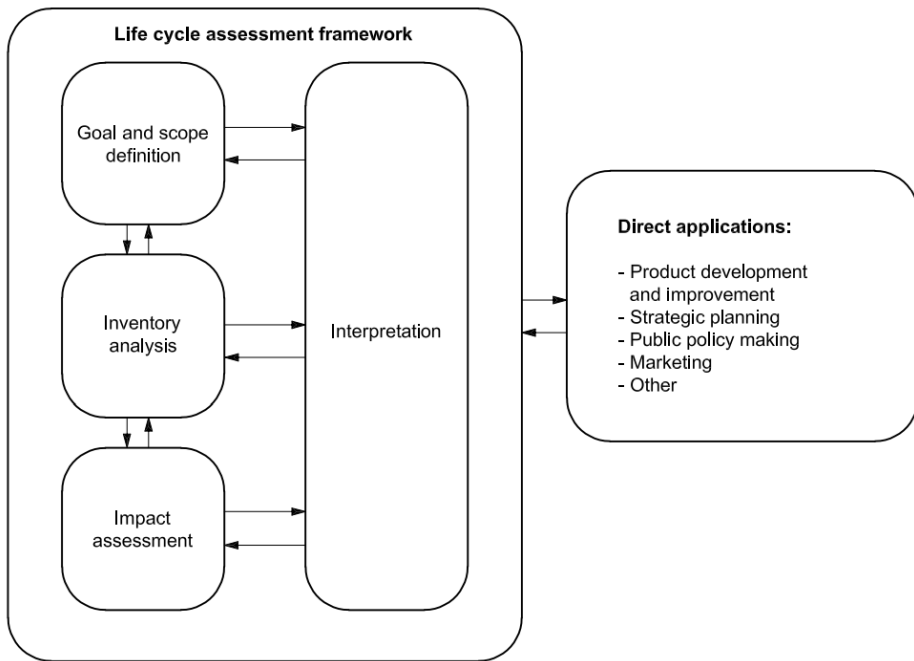 Life cycle assessment framework
Goal and scope
definition
Inventory
analysis
Impact
assessment
Interpretation
Direct applications:
- Product development
and improvement
- Strategic planning
- Public policy making
- Marketing
- Other